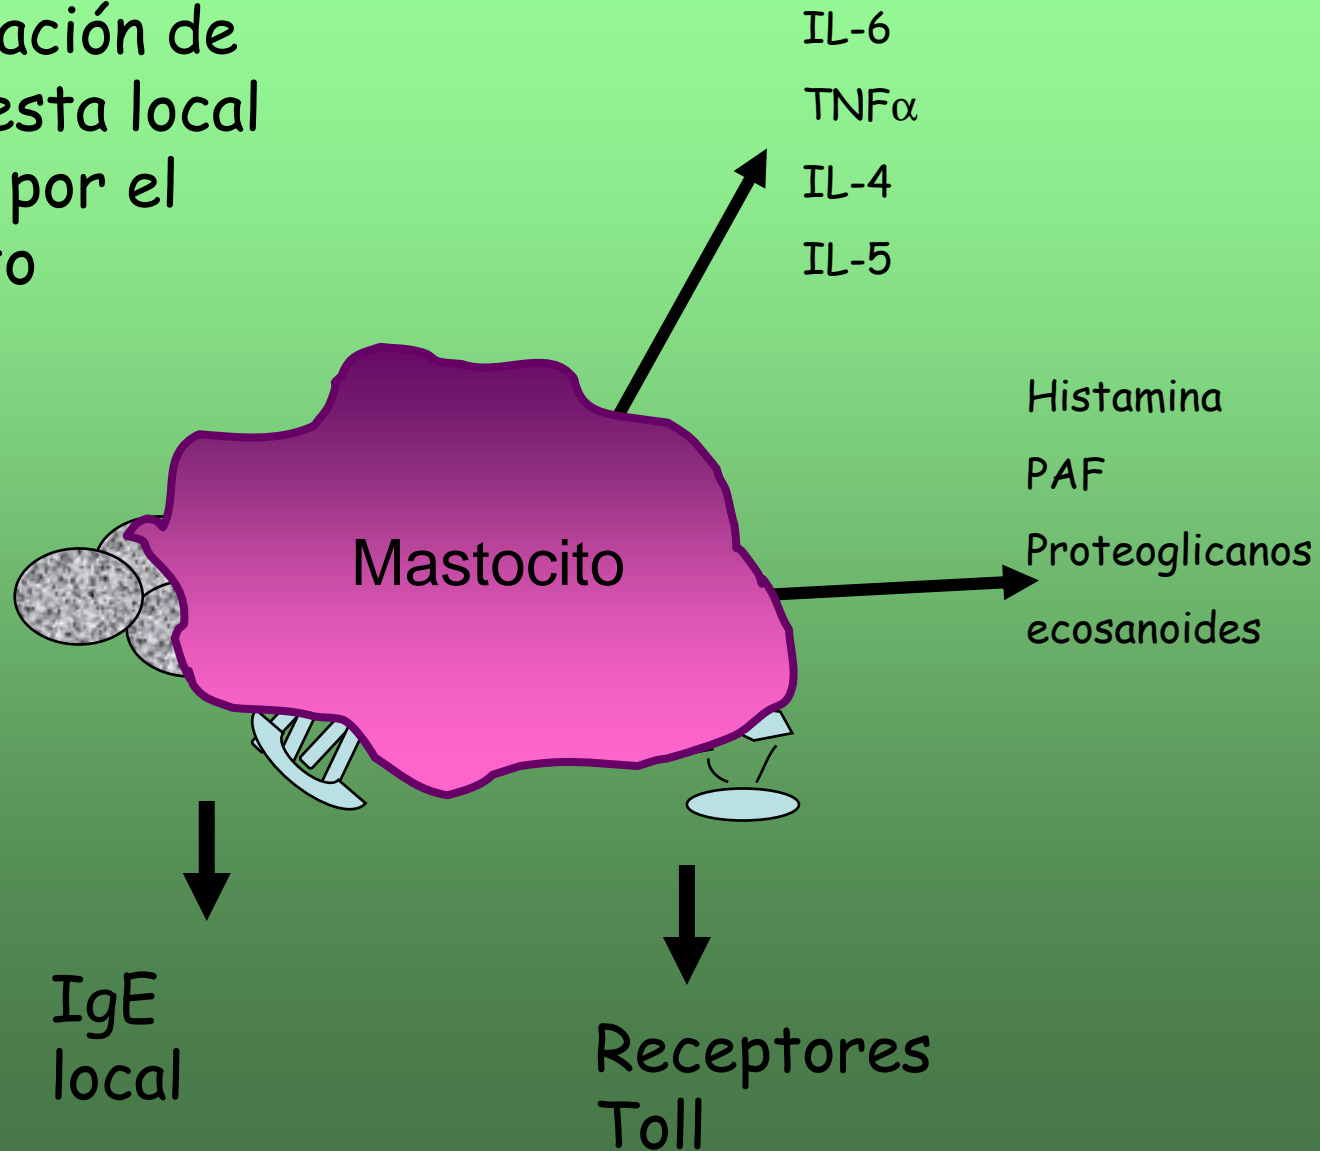 ación de
esta local
por el
o
IL-6
TNFα
IL-4
IL-5
Histamina
PAF
Proteoglicanos
ecosanoides
Mastocito
IgE
local
Receptores
Toll